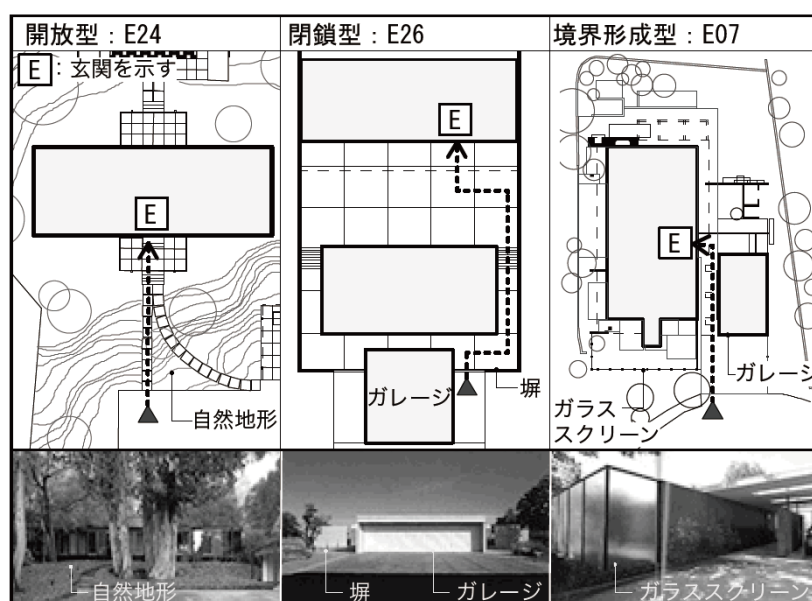 開放型：E24
閉鎖型：E26
境界形成型：E07
E：玄関を示す
E
自然地形
E
ガレージ
塀
E
ガレージ
ガラス
スクリーン
自然地形
塀
ガレージ
ガラススクリーン